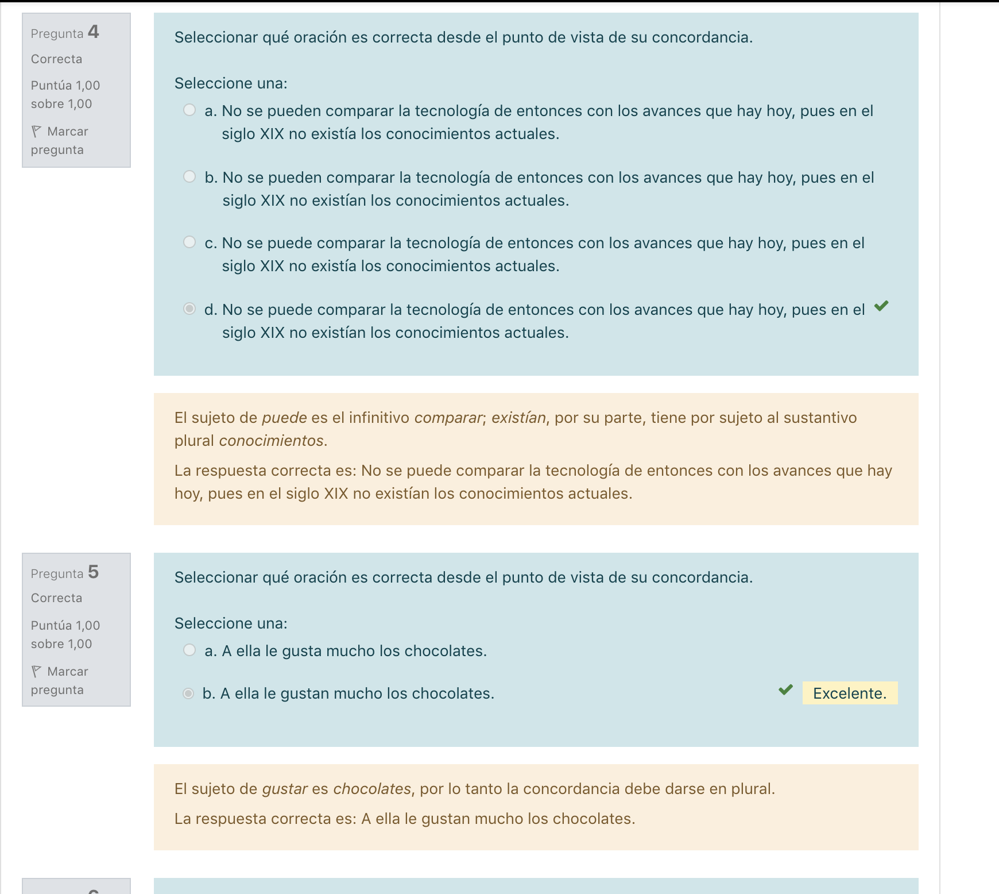 Pregunta 4
Correcta
Puntúa 1,00
sobre 1,00
Marcar
pregunta
Seleccionar qué oración es correcta desde el punto de vista de su concordancia.
Seleccione una:
a. No se pueden comparar la tecnología de entonces con los avances que hay hoy, pues en el
siglo XIX no existía los conocimientos actuales.
b. No se pueden comparar la tecnología de entonces con los avances que hay hoy, pues en el
siglo XIX no existían los conocimientos actuales.
c. No se puede comparar la tecnología de entonces con los avances que hay hoy, pues en el
siglo XIX no existía los conocimientos actuales.
d. No se puede comparar la tecnología de entonces con los avances que hay hoy, pues en el
siglo XIX no existían los conocimientos actuales.
El sujeto de puede es el infinitivo comparar; existían, por su parte, tiene por sujeto al sustantivo
plural conocimientos.
La respuesta correcta es: No se puede comparar la tecnología de entonces con los avances que hay
hoy, pues en el siglo XIX no existían los conocimientos actuales.
Pregunta 5
Correcta
Puntúa 1,00
sobre 1,00
Marcar
pregunta
Seleccionar qué oración es correcta desde el punto de vista de su concordancia.
Seleccione una:
a. A ella le gusta mucho los chocolates.
b. A ella le gustan mucho los chocolates.
Excelente.
El sujeto de gustar es chocolates, por lo tanto la concordancia debe darse en plural.
La respuesta correcta es: A ella le gustan mucho los chocolates.